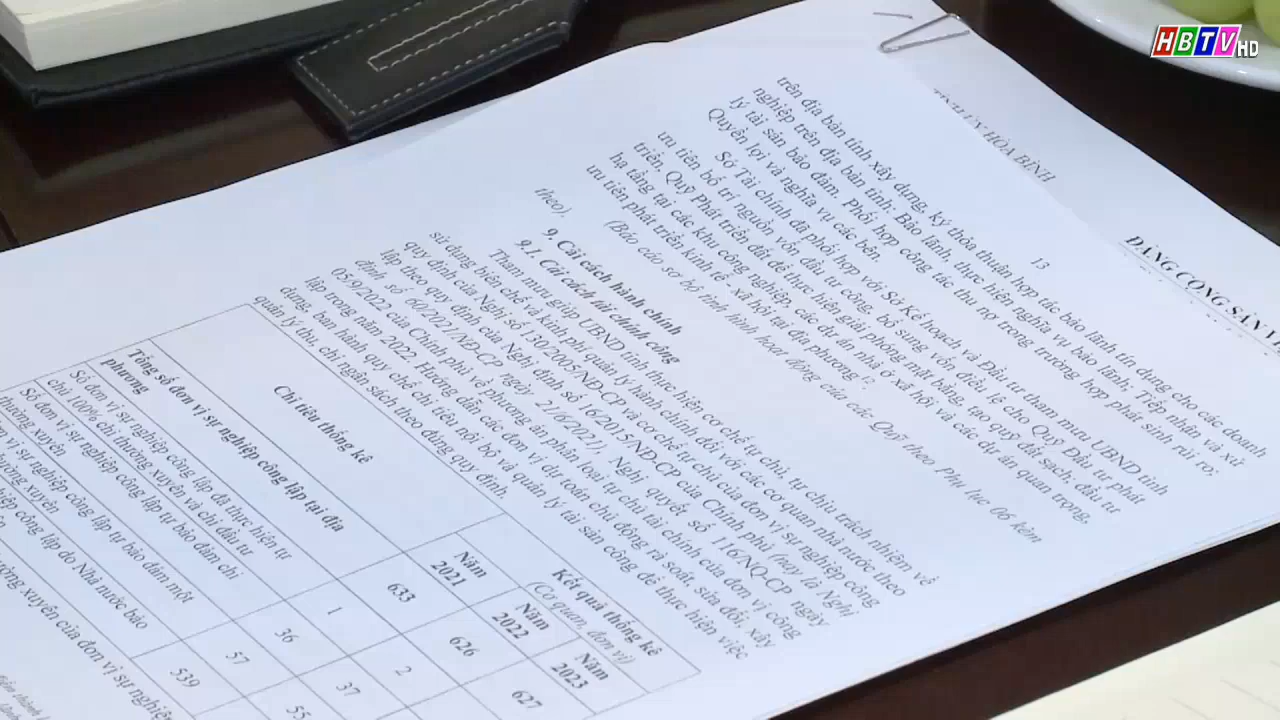 HBTV HD
TỈNH ỦY HÒA BÌNH
ĐẢNG CỘNG SẢN
13
trên địa bàn tỉnh xây dựng, ký thỏa thuận hợp tác bảo lãnh tín dụng cho các doanh
nghiệp trên địa bàn tỉnh. Bảo lãnh, thực hiện nghĩa vụ bảo lãnh; Tiếp nhận và xử
lý tài sản bảo đảm. Phối hợp công tác thu nợ trong trường hợp phát sinh rủi ro;
Quyền lợi và nghĩa vụ các bên.
Sở Tài chính đã phối hợp với Sở Kế hoạch và Đầu tư tham mưu UBND tỉnh
ưu tiên bố trí nguồn vốn đầu tư công, bổ sung vốn điều lệ cho Quỹ Đầu tư phát
triển, Quỹ Phát triển đất để thực hiện giải phóng mặt bằng, tạo quỹ đất sạch; đầu tư
hạ tầng tại các khu công nghiệp, các dự án nhà ở xã hội và các dự án quan trọng,
ưu tiên phát triển kinh tế - xã hội tại địa phương
(Báo cáo sơ bộ tình hình hoạt động của các Quỹ theo Phụ lục 06 kèm
theo).
9. Cải cách hành chính
9.1. Cải cách tài chính công
Tham mưu giúp UBND tỉnh thực hiện cơ chế tự chủ, tự chịu trách nhiệm về
sử dụng biên chế và kinh phí quản lý hành chính đối với các cơ quan nhà nước theo
quy định của Nghị số 130/2005/NĐ-CP và cơ chế tự chủ của đơn vị sự nghiệp công
lập theo quy định của Nghị định số 16/2015/NĐ-CP của Chính phủ (nay là Nghị
định số 60/2021/NĐ-CP ngày 21/6/2021), Nghị quyết số 116/NQ-CP ngày
05/9/2022 của Chính phủ về phương án phân loại tự chủ tài chính của đơn vị công
lập trong năm 2022. Hướng dẫn các đơn vị dự toán chủ động rà soát, sửa đổi, xây
dựng, ban hành quy chế chi tiêu nội bộ và quản lý tài sản công để thực hiện việc
quản lý thu, chi ngân sách theo đúng quy định.
Chỉ tiêu thống kê
Kết quả thống kê
(Cơ quan, đơn vị)
Năm 2021
Năm 2022
Năm 2023
Tổng số đơn vị sự nghiệp công lập tại địa
phương
633
626
627
Số đơn vị sự nghiệp công lập đã thực hiện tự
chủ 100% chi thường xuyên và chi đầu tư
1
2
Số đơn vị sự nghiệp công lập tự bảo đảm chi
thường xuyên
36
37
vị sự nghiệp công lập tự bảo đảm một
thường xuyên
57
55
nghiệp công lập do Nhà nước bảo
539
thường xuyên của đơn vị sự nghiệp